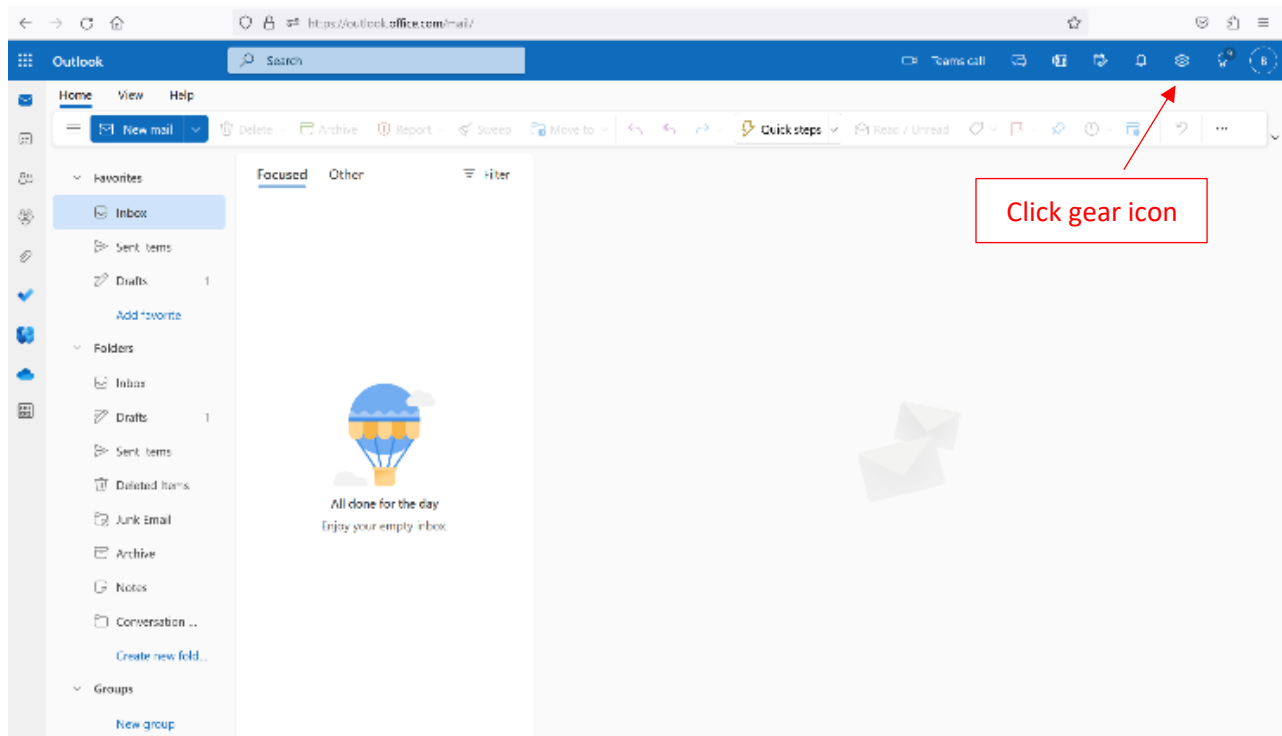 https://outlook.office.com/mail/
Outlook
Search
Teams call
B
Home View Help
New mail Delete Archive Report Sweep Move to Quick steps Read / Unread ...
Favorites
Focused Other Filter
Inbox
Sent Items
Drafts 1
Add favorite
Folders
Inbox
Drafts 1
Sent Items
Deleted Items
Junk Email
Archive
Notes
Conversation ...
Create new fold...
Groups
New group
All done for the day
Enjoy your empty inbox
Click gear icon